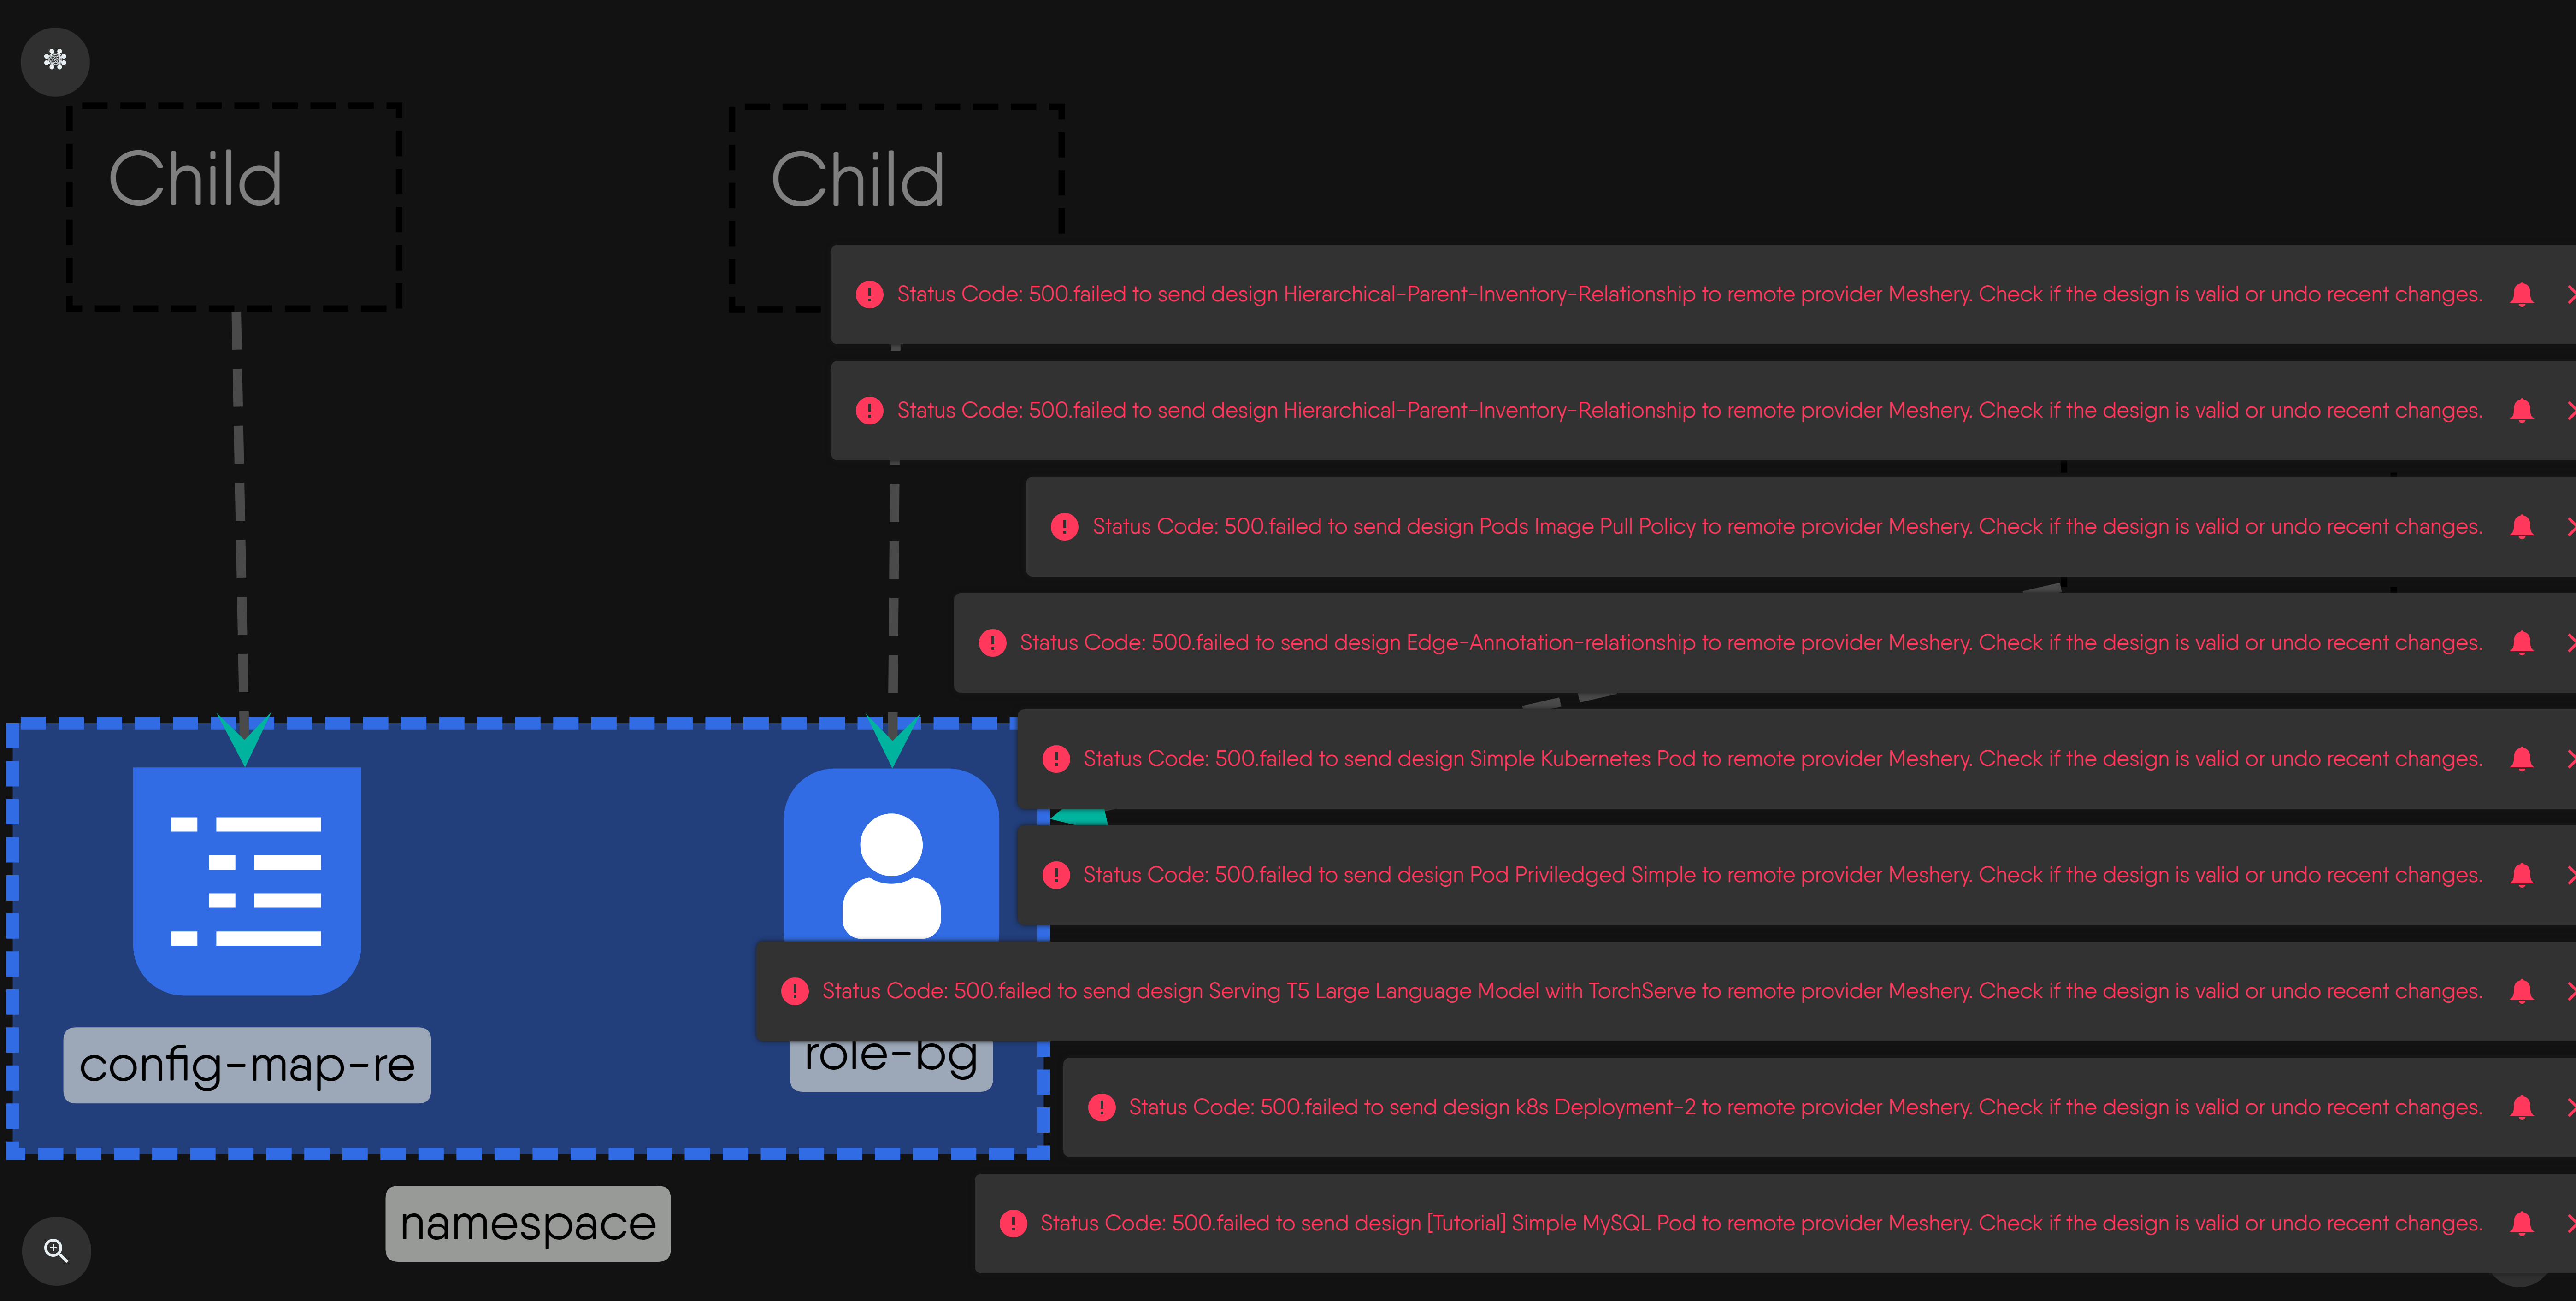 Child
Child
Status Code: 500.failed to send design Hierarchical-Parent-Inventory-Relationship to remote provider Meshery. Check if the design is valid or undo recent changes.
Status Code: 500.failed to send design Hierarchical-Parent-Inventory-Relationship to remote provider Meshery. Check if the design is valid or undo recent changes.
Status Code: 500.failed to send design Pods Image Pull Policy to remote provider Meshery. Check if the design is valid or undo recent changes.
Status Code: 500.failed to send design Edge-Annotation-relationship to remote provider Meshery. Check if the design is valid or undo recent changes.
Status Code: 500.failed to send design Simple Kubernetes Pod to remote provider Meshery. Check if the design is valid or undo recent changes.
Status Code: 500.failed to send design Pod Priviledged Simple to remote provider Meshery. Check if the design is valid or undo recent changes.
Status Code: 500.failed to send design Serving T5 Large Language Model with TorchServe to remote provider Meshery. Check if the design is valid or undo recent changes.
config-map-re
role-bg
Status Code: 500.failed to send design k8s Deployment-2 to remote provider Meshery. Check if the design is valid or undo recent changes.
namespace
Status Code: 500.failed to send design [Tutorial] Simple MySQL Pod to remote provider Meshery. Check if the design is valid or undo recent changes.